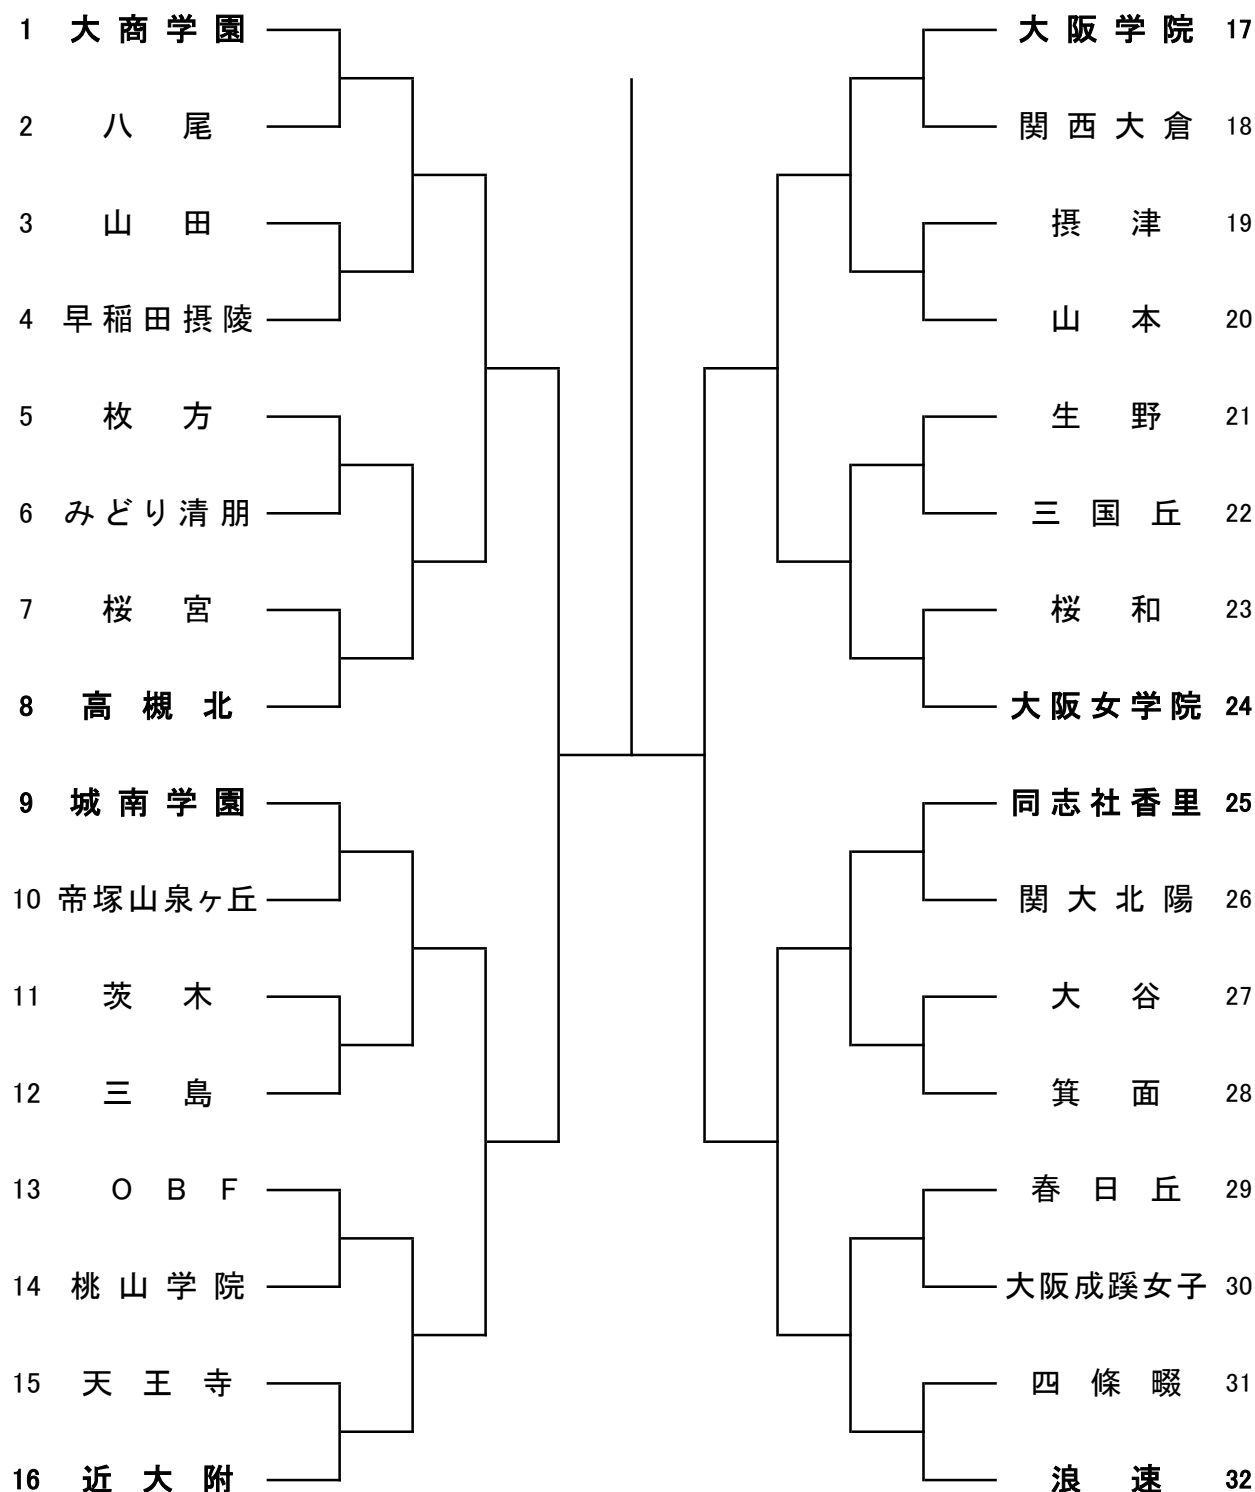 1 大商学園
2 八尾
3 山田
4 早稲田摂陵
5 枚方
6 みどり清朋
7 桜宮
8 高槻北
9 城南学園
10 帝塚山泉ヶ丘
11 茨木
12 三島
13 OBF
14 桃山学院
15 天王寺
16 近大附
大阪学院 17
関西大倉 18
摂津 19
山本 20
生野 21
三国丘 22
桜和 23
大阪女学院 24
同志社香里 25
関大北陽 26
大谷 27
箕面 28
春日丘 29
大阪成蹊女子 30
四條畷 31
浪速 32